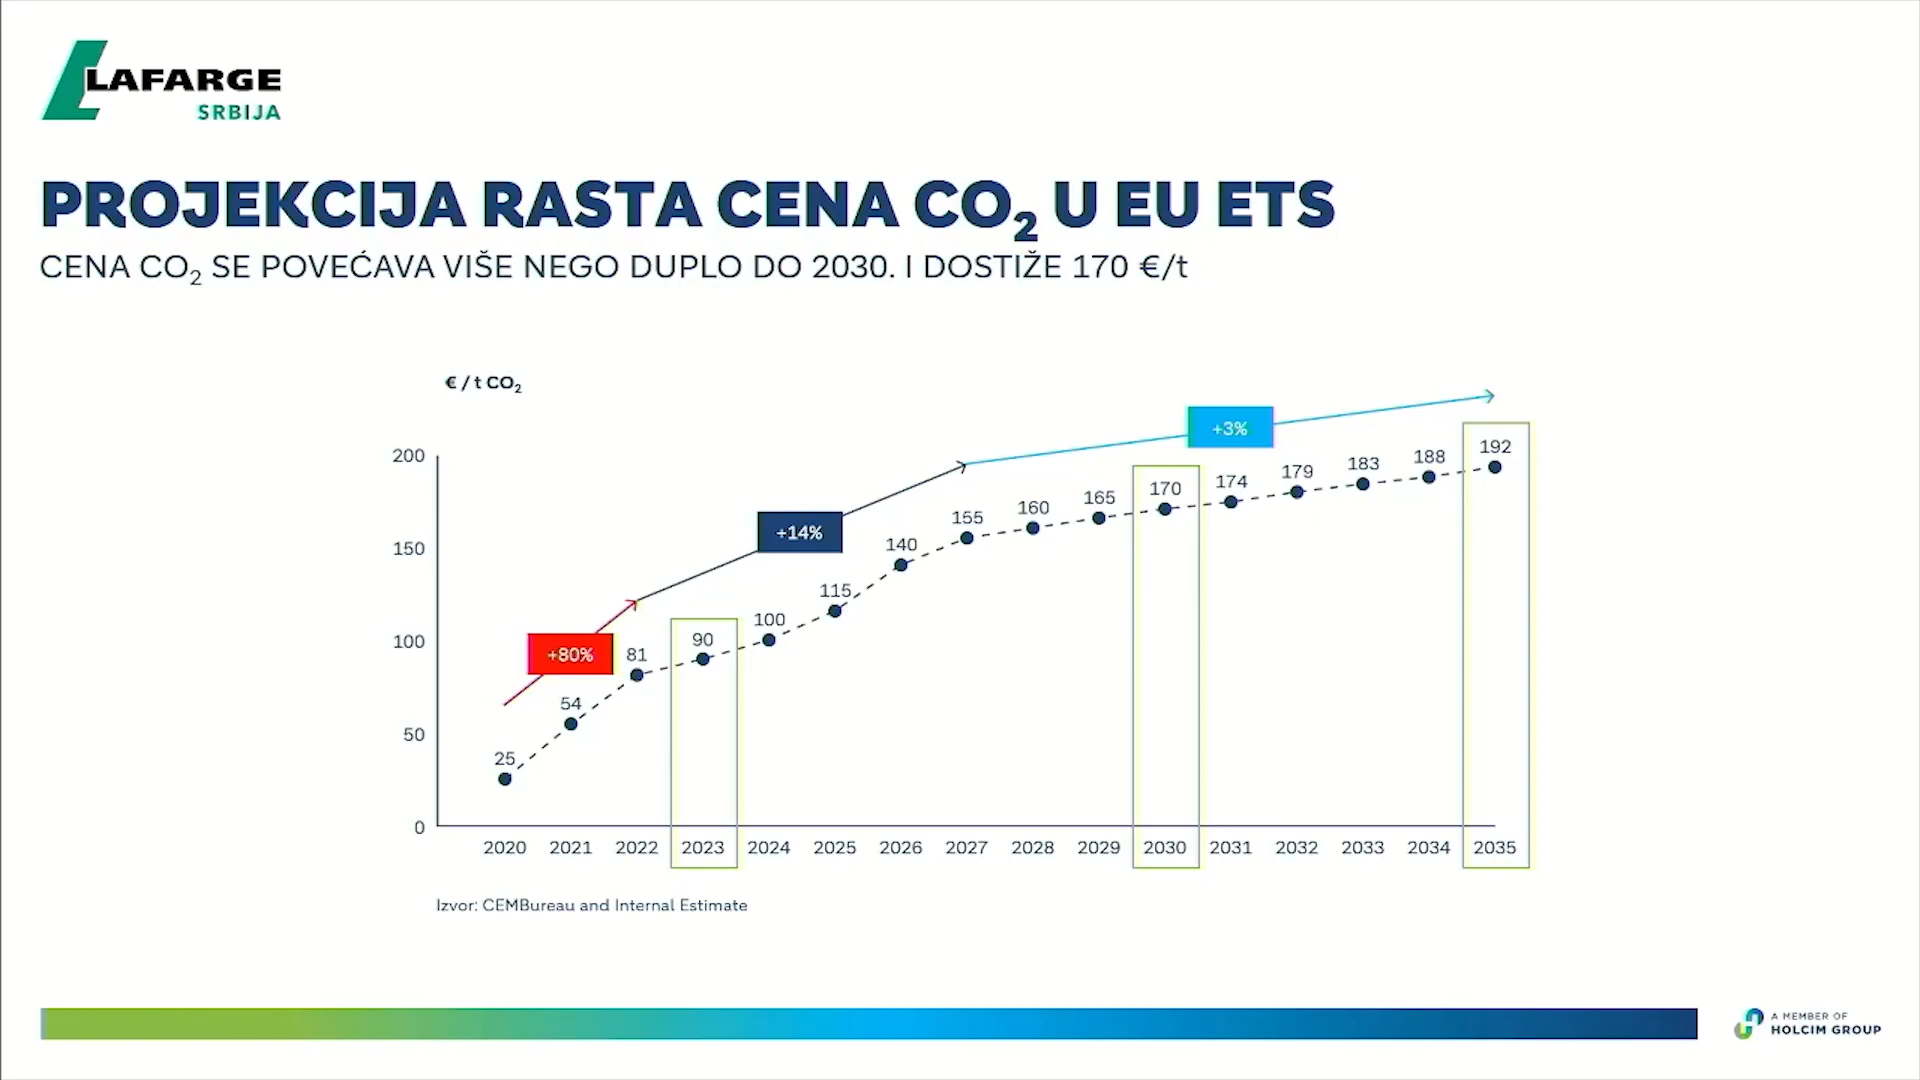 LAFARGE
SRBIJA
PROJEKCIJA RASTA CENA CO₂ U EU ETS
CENA CO₂ SE POVEĆAVA VIŠE NEGO DUPLO DO 2030. I DOSTIŽE 170 €/t
€ / t CO₂
200
150
100
50
0
+80%
+14%
+3%
25
54
81
90
100
115
140
155
160
165
170
174
179
183
188
192
2020 2021 2022 2023 2024 2025 2026 2027 2028 2029 2030 2031 2032 2033 2034 2035
Izvor: CEMBureau and Internal Estimate
A MEMBER OF
HOLCIM GROUP